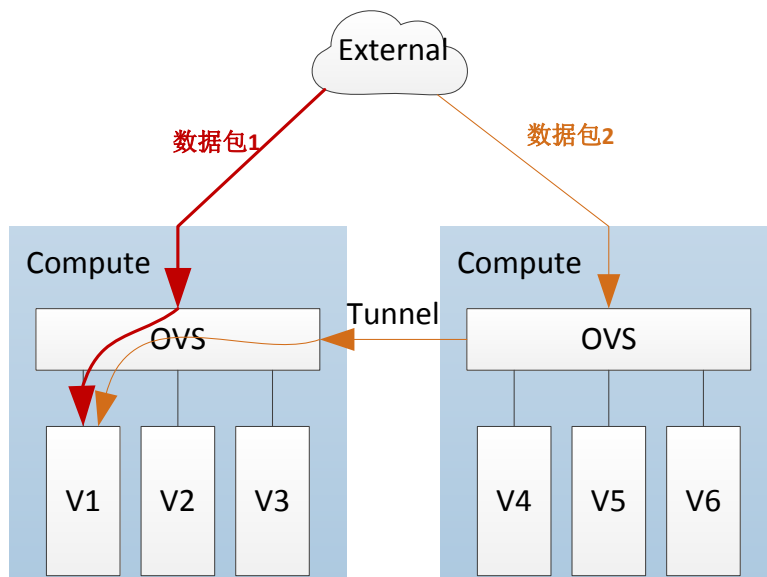 External
数据包1
数据包2
Compute
Compute
Tunnel
OVS
OVS
V1
V2
V3
V4
V5
V6